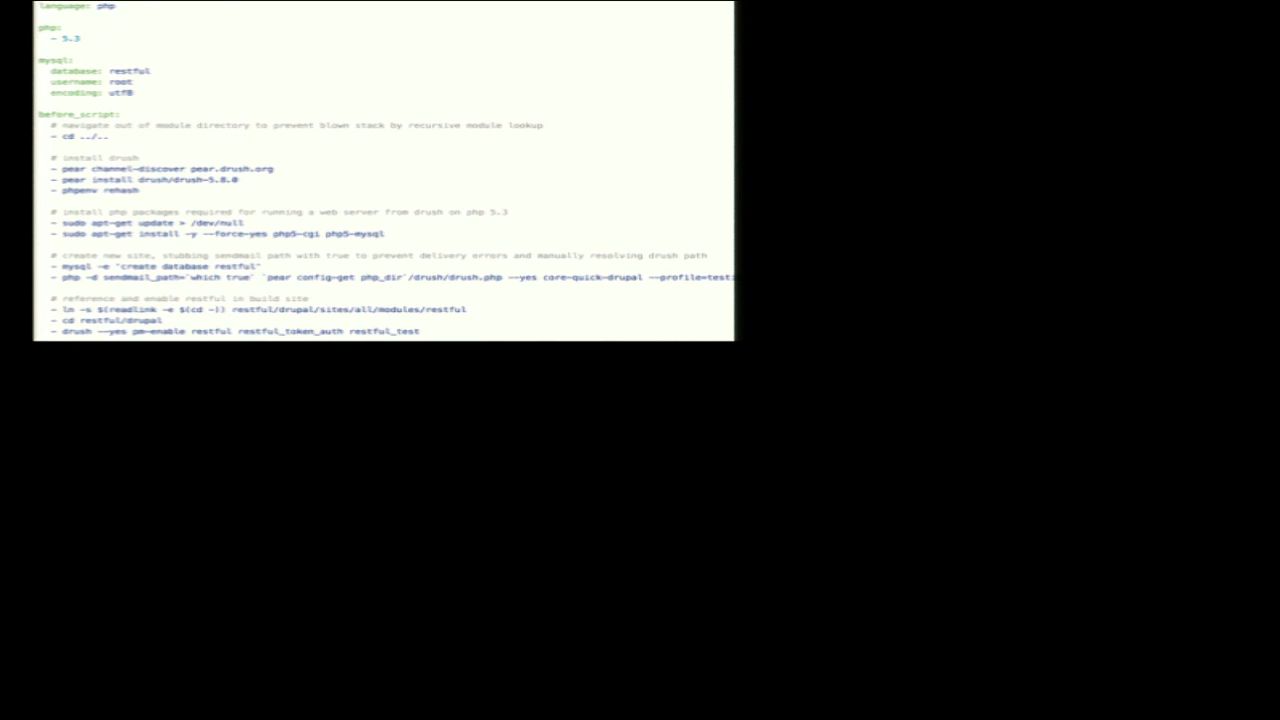 language: php
php:
- 5.3
mysql:
database: restful
username: root
encoding: utf8
before_script:
# navigate out of module directory to prevent blown stack by recursive module lookup
- cd ../..
# install drush
- pear channel-discover pear.drush.org
- pear install drush/drush-5.8.0
- phpenv rehash
# install php packages required for running a web server from drush on php 5.3
- sudo apt-get update > /dev/null
- sudo apt-get install -y --force-yes php5-cgi php5-mysql
# create new site, stubbing sendmail path with true to prevent delivery errors and manually resolving drush path
- mysql -e "create database restful"
- php -d sendmail_path=`which true` `pear config-get php_dir`/drush/drush.php --yes core-quick-drupal --profile=testi
# reference and enable restful in build site
- ln -s $(readlink -e $(cd -)) restful/drupal/sites/all/modules/restful
- cd restful/drupal
- drush --yes pm-enable restful restful_token_auth restful_test